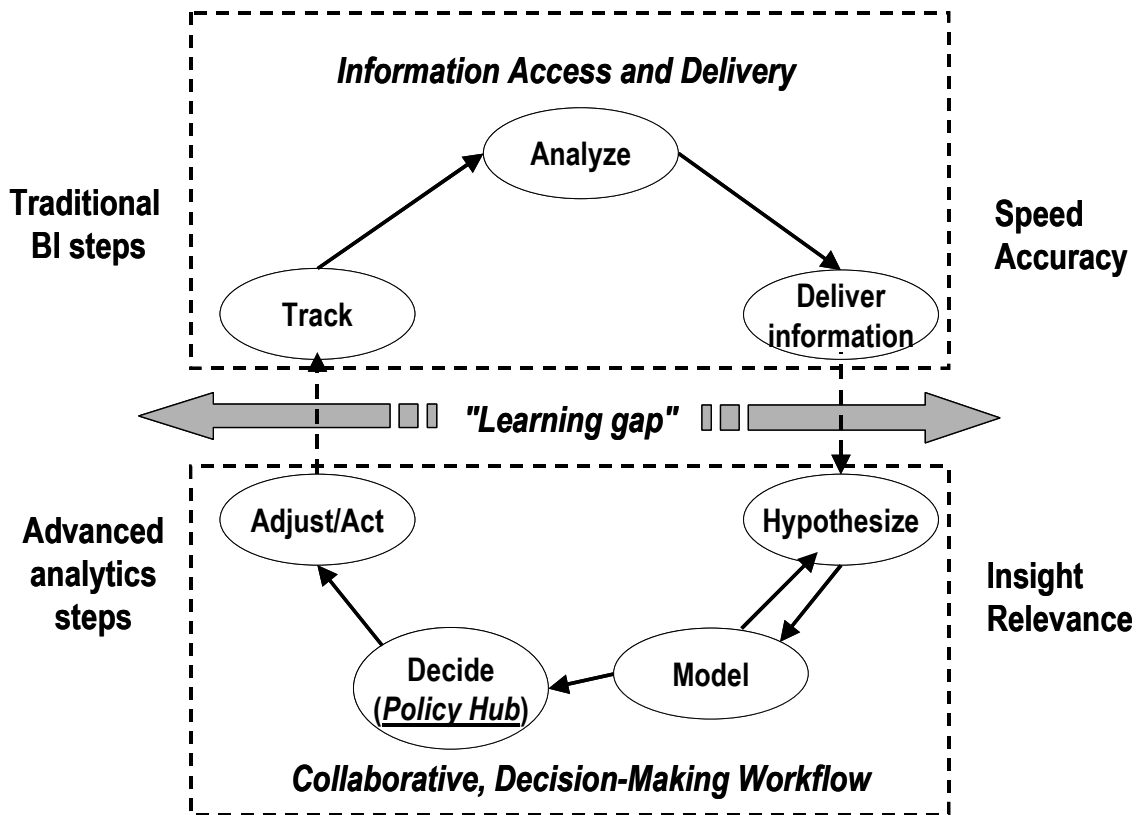 Information Access and Delivery
Analyze
Traditional
BI steps
Speed
Accuracy
Track
Deliver
information
"Learning gap"
Adjust/Act
Hypothesize
Advanced
analytics
steps
Insight
Relevance
Decide
(Policy Hub)
Model
Collaborative, Decision-Making Workflow